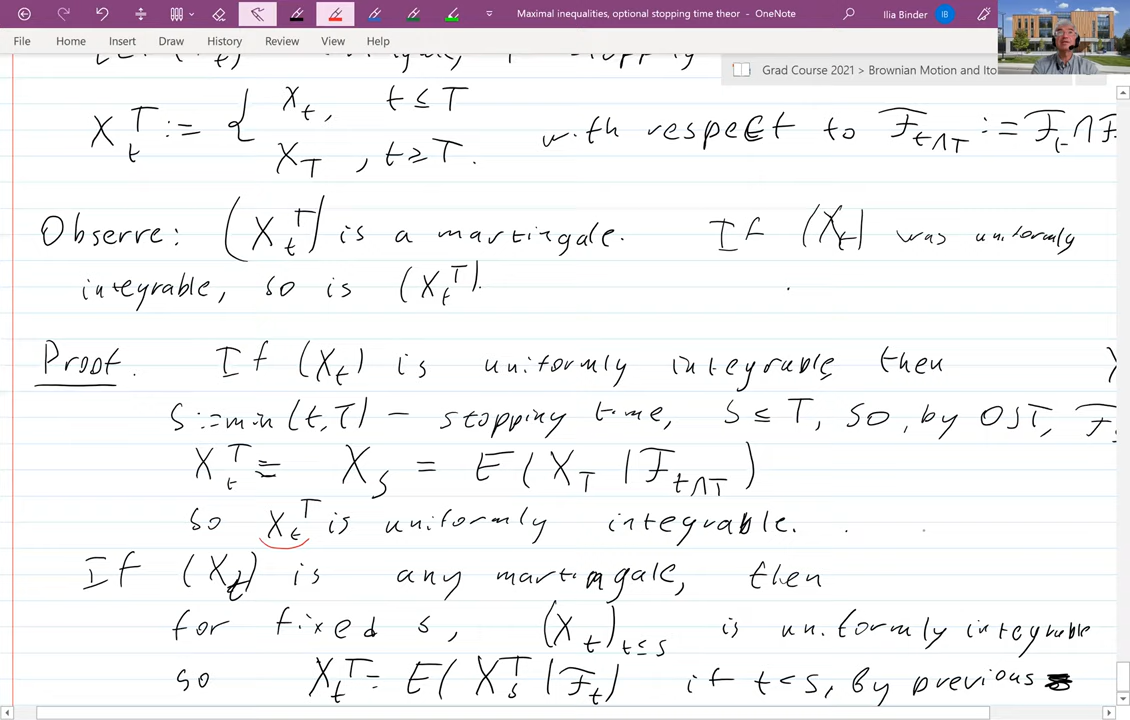 Maximal inequalities, optional stopping time theor - OneNote
Ilia Binder IB
File Home Insert Draw History Review View Help
Grad Course 2021 > Brownian Motion and Ito
X_t^T := { X_t, t ≤ T
X_T, t ≥ T.
with respect to F_{t∧T} := F_t ∩ F
Observe: (X_t^T) is a martingale. If (X_t) was uniformly
integrable, so is (X_t^T).
Proof. If (X_t) is uniformly integrable then X
S := min(t,T) - stopping time, S ≤ T, so, by OST, F
X_t^T = X_S = E(X_T | F_{t∧T})
so X_t^T is uniformly integrable.
If (X_t) is any martingale, then
for fixed s, (X_t)_{t≤s} is uniformly integrable
so X_t^T = E(X_s^T | F_t) if t<s, by previous